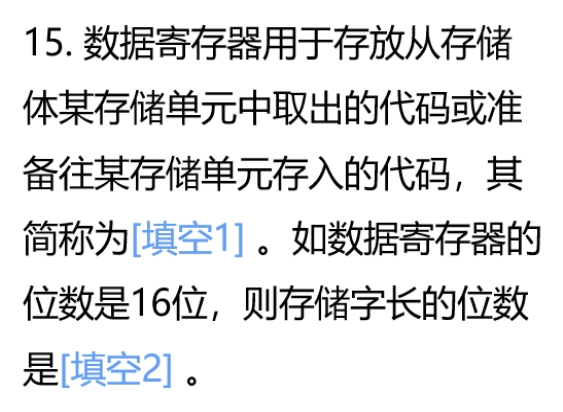 15. 数据寄存器用于存放从存储
体某存储单元中取出的代码或准
备往某存储单元存入的代码，其
简称为[填空1] 。如数据寄存器的
位数是16位，则存储字长的位数
是[填空2] 。